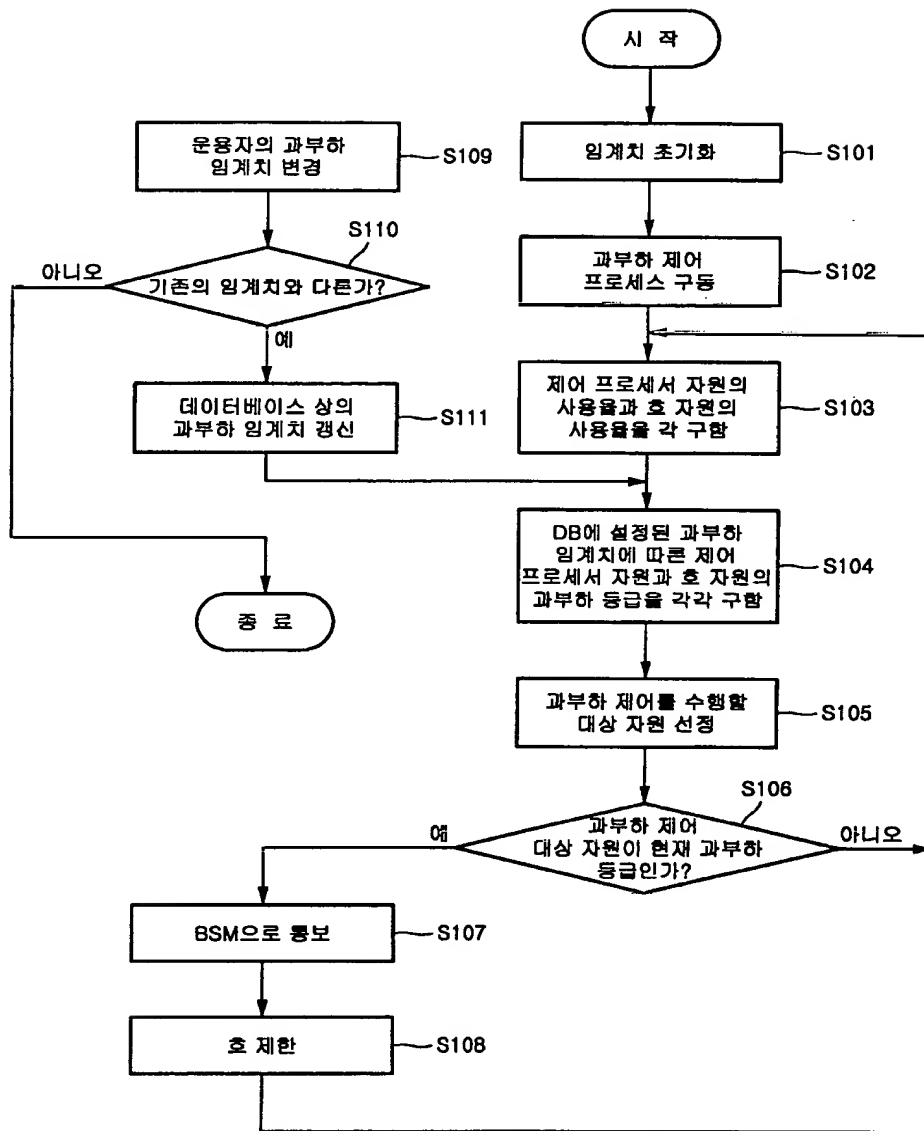 시 작
임계치 초기화
S101
과부하 제어
프로세스 구동
S102
제어 프로세서 자원의
사용율과 호 자원의
사용율을 각 구함
S103
DB에 설정된 과부하
임계치에 따른 제어
프로세서 자원과 호 자원의
과부하 등급을 각각 구함
S104
과부하 제어를 수행할
대상 자원 선정
S105
S106
과부하 제어
대상 자원이 현재 과부하
등급인가?
예
아니오
BSM으로 통보
S107
호 제한
S108
운용자의 과부하
임계치 변경
S109
S110
기존의 임계치와 다른가?
아니오
예
데이터베이스 상의
과부하 임계치 갱신
S111
종 료